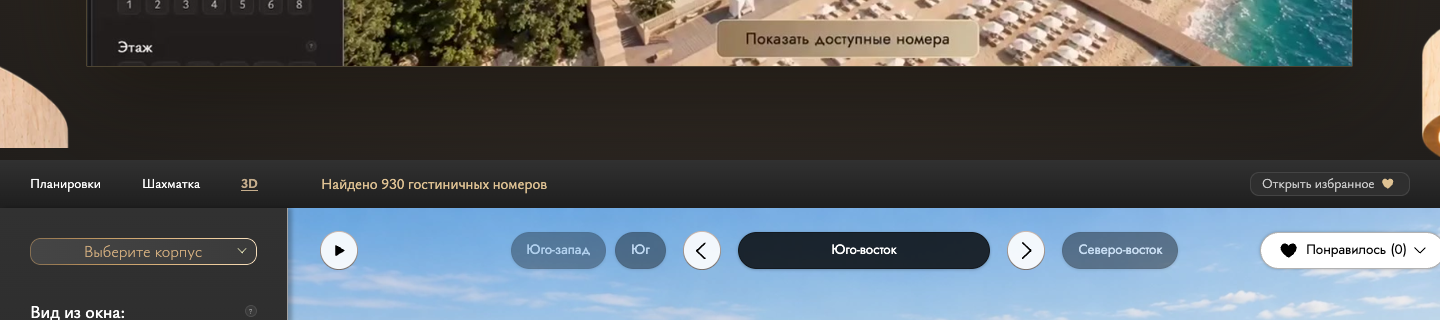 1 2 3 4 5 6 8
Этаж ?
Показать доступные номера
Планировки Шахматка 3D Найдено 930 гостиничных номеров Открыть избранное
Выберите корпус Юго-запад Юг Юго-восток Северо-восток Понравилось (0)
Вид из окна: ?